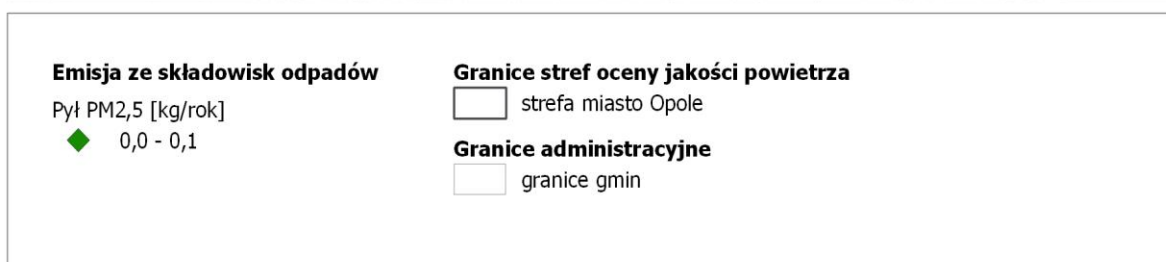 Emisja ze składowisk odpadów
Pył PM2,5 [kg/rok]
0,0 - 0,1
Granice stref oceny jakości powietrza
strefa miasto Opole
Granice administracyjne
granice gmin